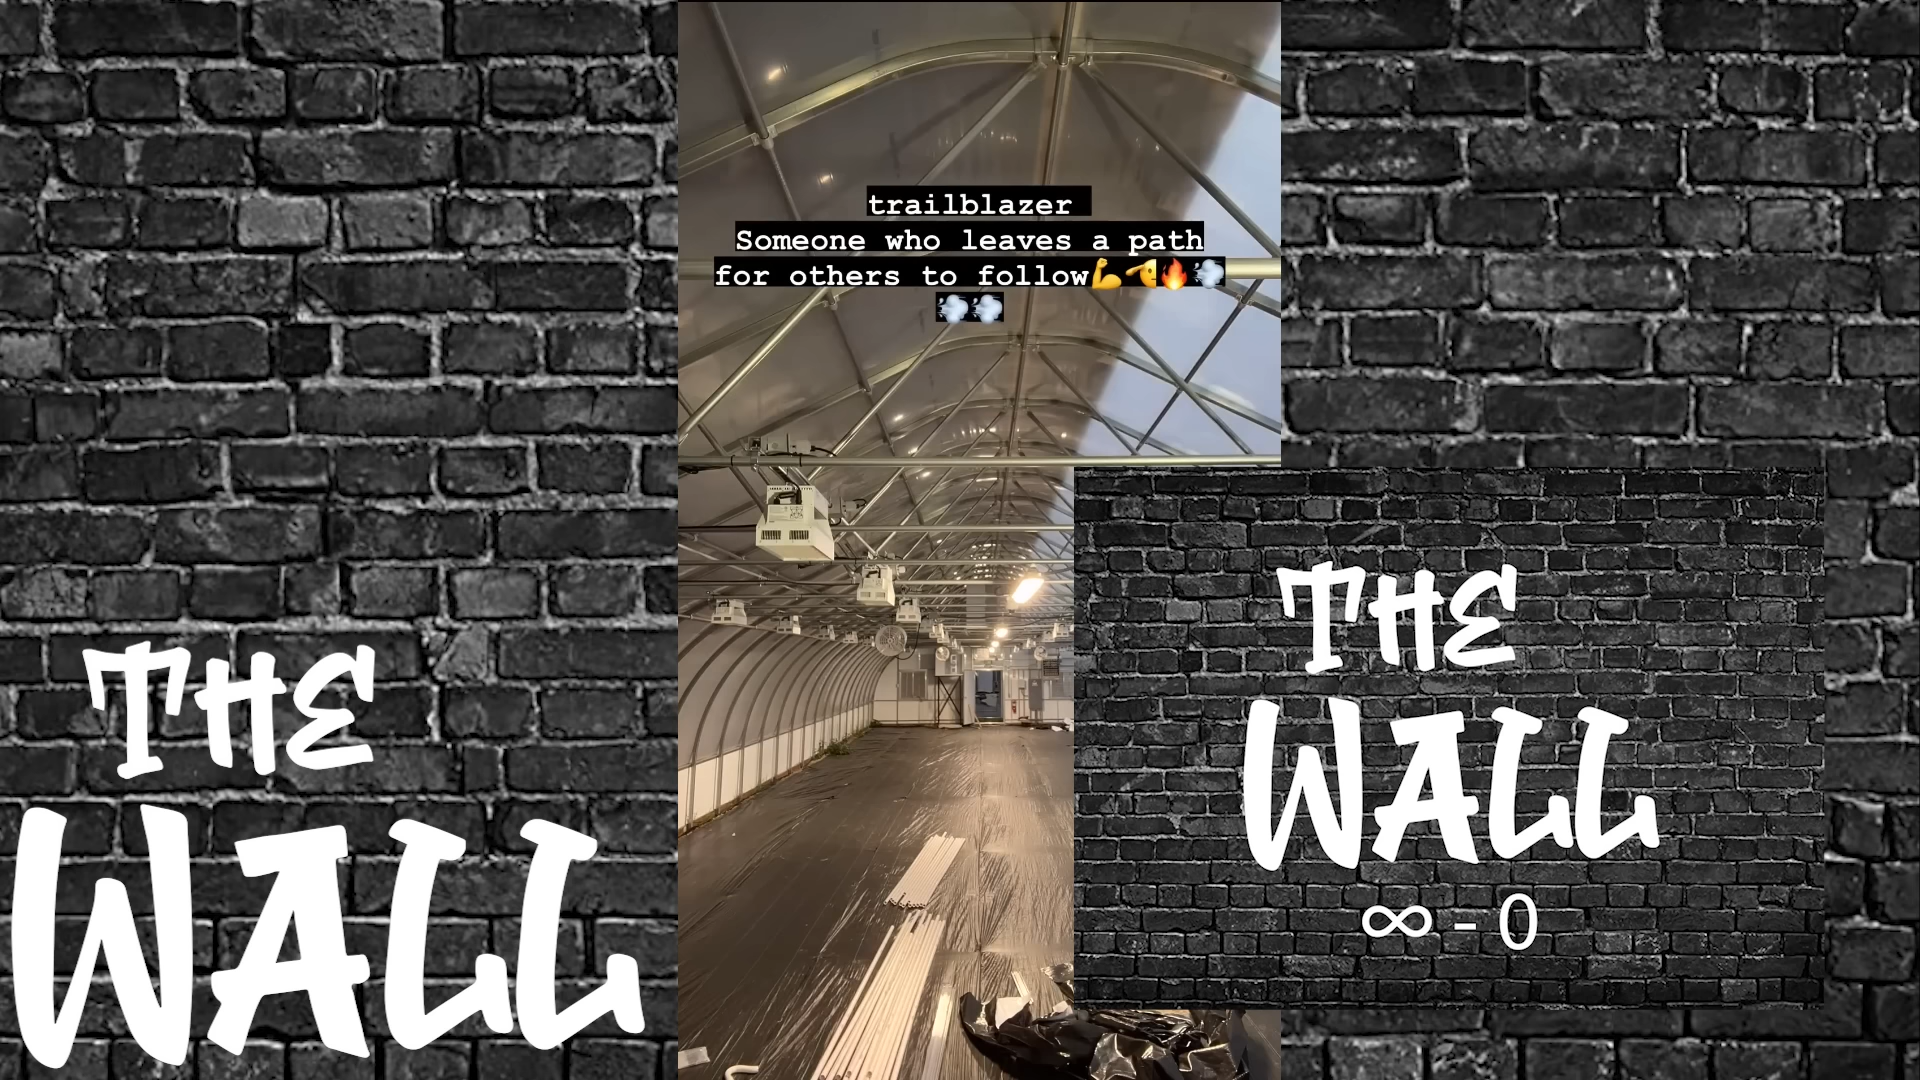 trailblazer
Someone who leaves a path
for others to follow💪🫡🔥💨
💨💨
THE
WALL
THE
WALL
∞ - 0